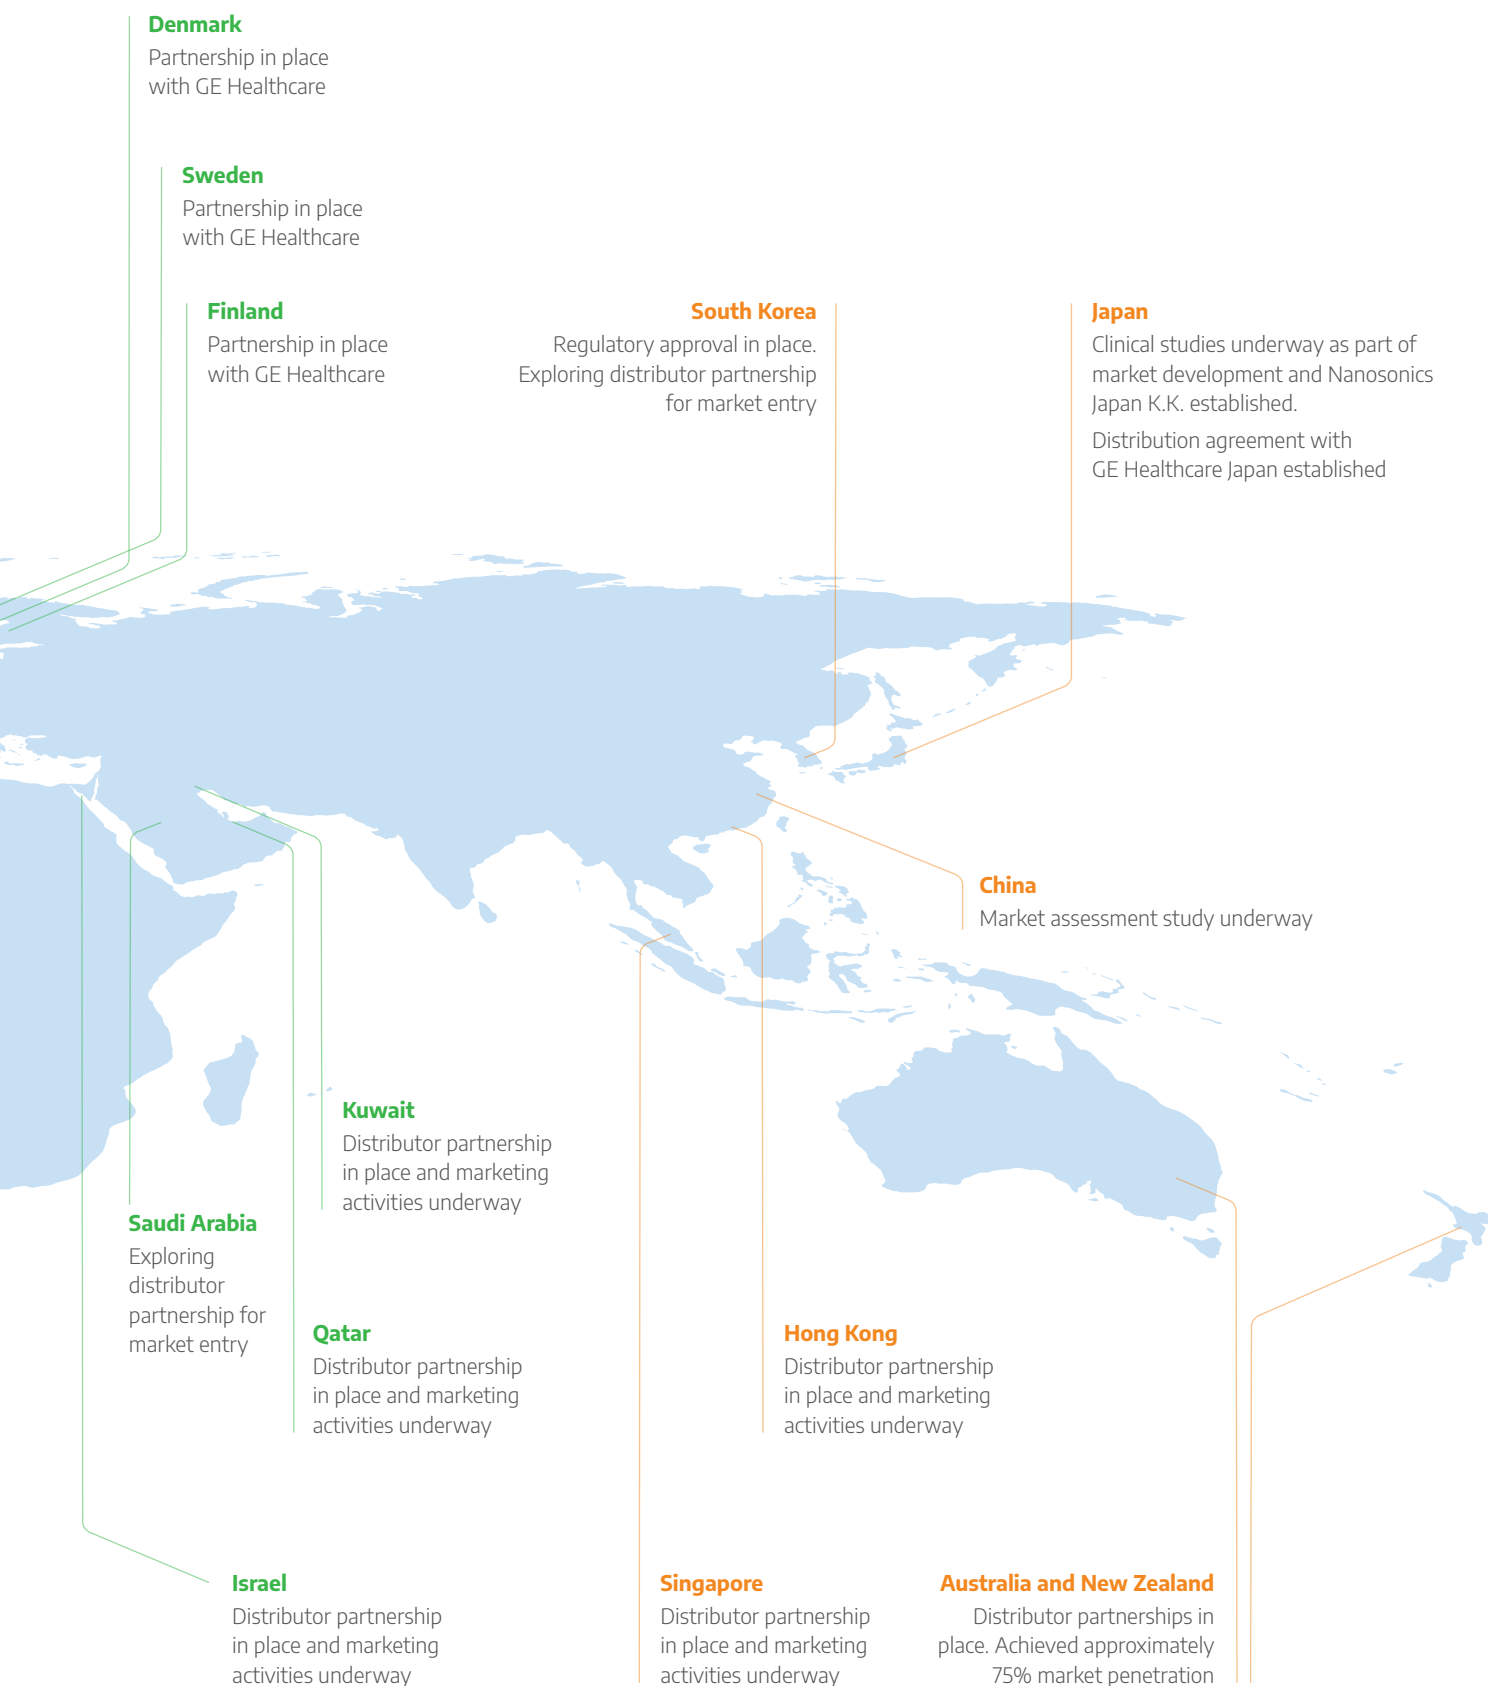 Denmark
Partnership in place
with GE Healthcare
Sweden
Partnership in place
with GE Healthcare
Finland
Partnership in place
with GE Healthcare
South Korea
Regulatory approval in place.
Exploring distributor partnership
for market entry
Japan
Clinical studies underway as part of
market development and Nanosonics
Japan K.K. established.
Distribution agreement with
GE Healthcare Japan established
China
Market assessment study underway
Kuwait
Distributor partnership
in place and marketing
activities underway
Saudi Arabia
Exploring
distributor
partnership for
market entry
Qatar
Distributor partnership
in place and marketing
activities underway
Hong Kong
Distributor partnership
in place and marketing
activities underway
Israel
Distributor partnership
in place and marketing
activities underway
Singapore
Distributor partnership
in place and marketing
activities underway
Australia and New Zealand
Distributor partnerships in
place. Achieved approximately
75% market penetration